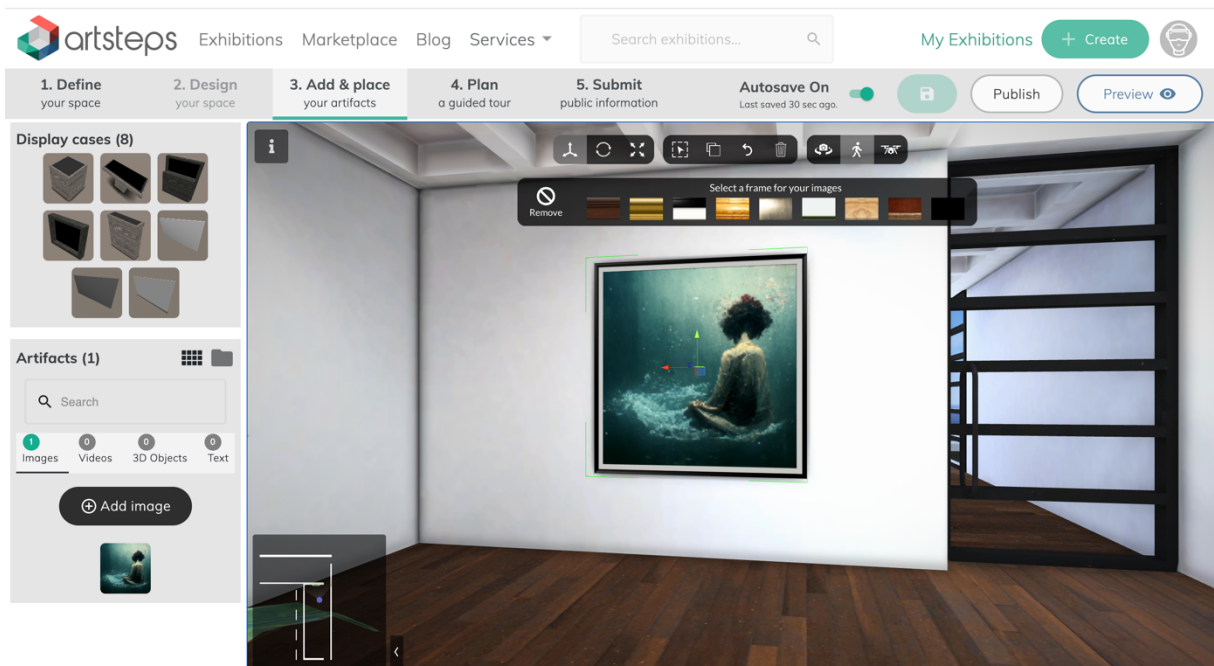 artsteps
Exhibitions Marketplace Blog Services
Search exhibitions...
My Exhibitions
+ Create
1. Define
your space
2. Design
your space
3. Add & place
your artifacts
4. Plan
a guided tour
5. Submit
public information
Autosave On
Last saved 30 sec ago.
Publish
Preview
Display cases (8)
i
Select a frame for your images
Remove
Artifacts (1)
Search
1 0 0 0
Images Videos 3D Objects Text
Add image